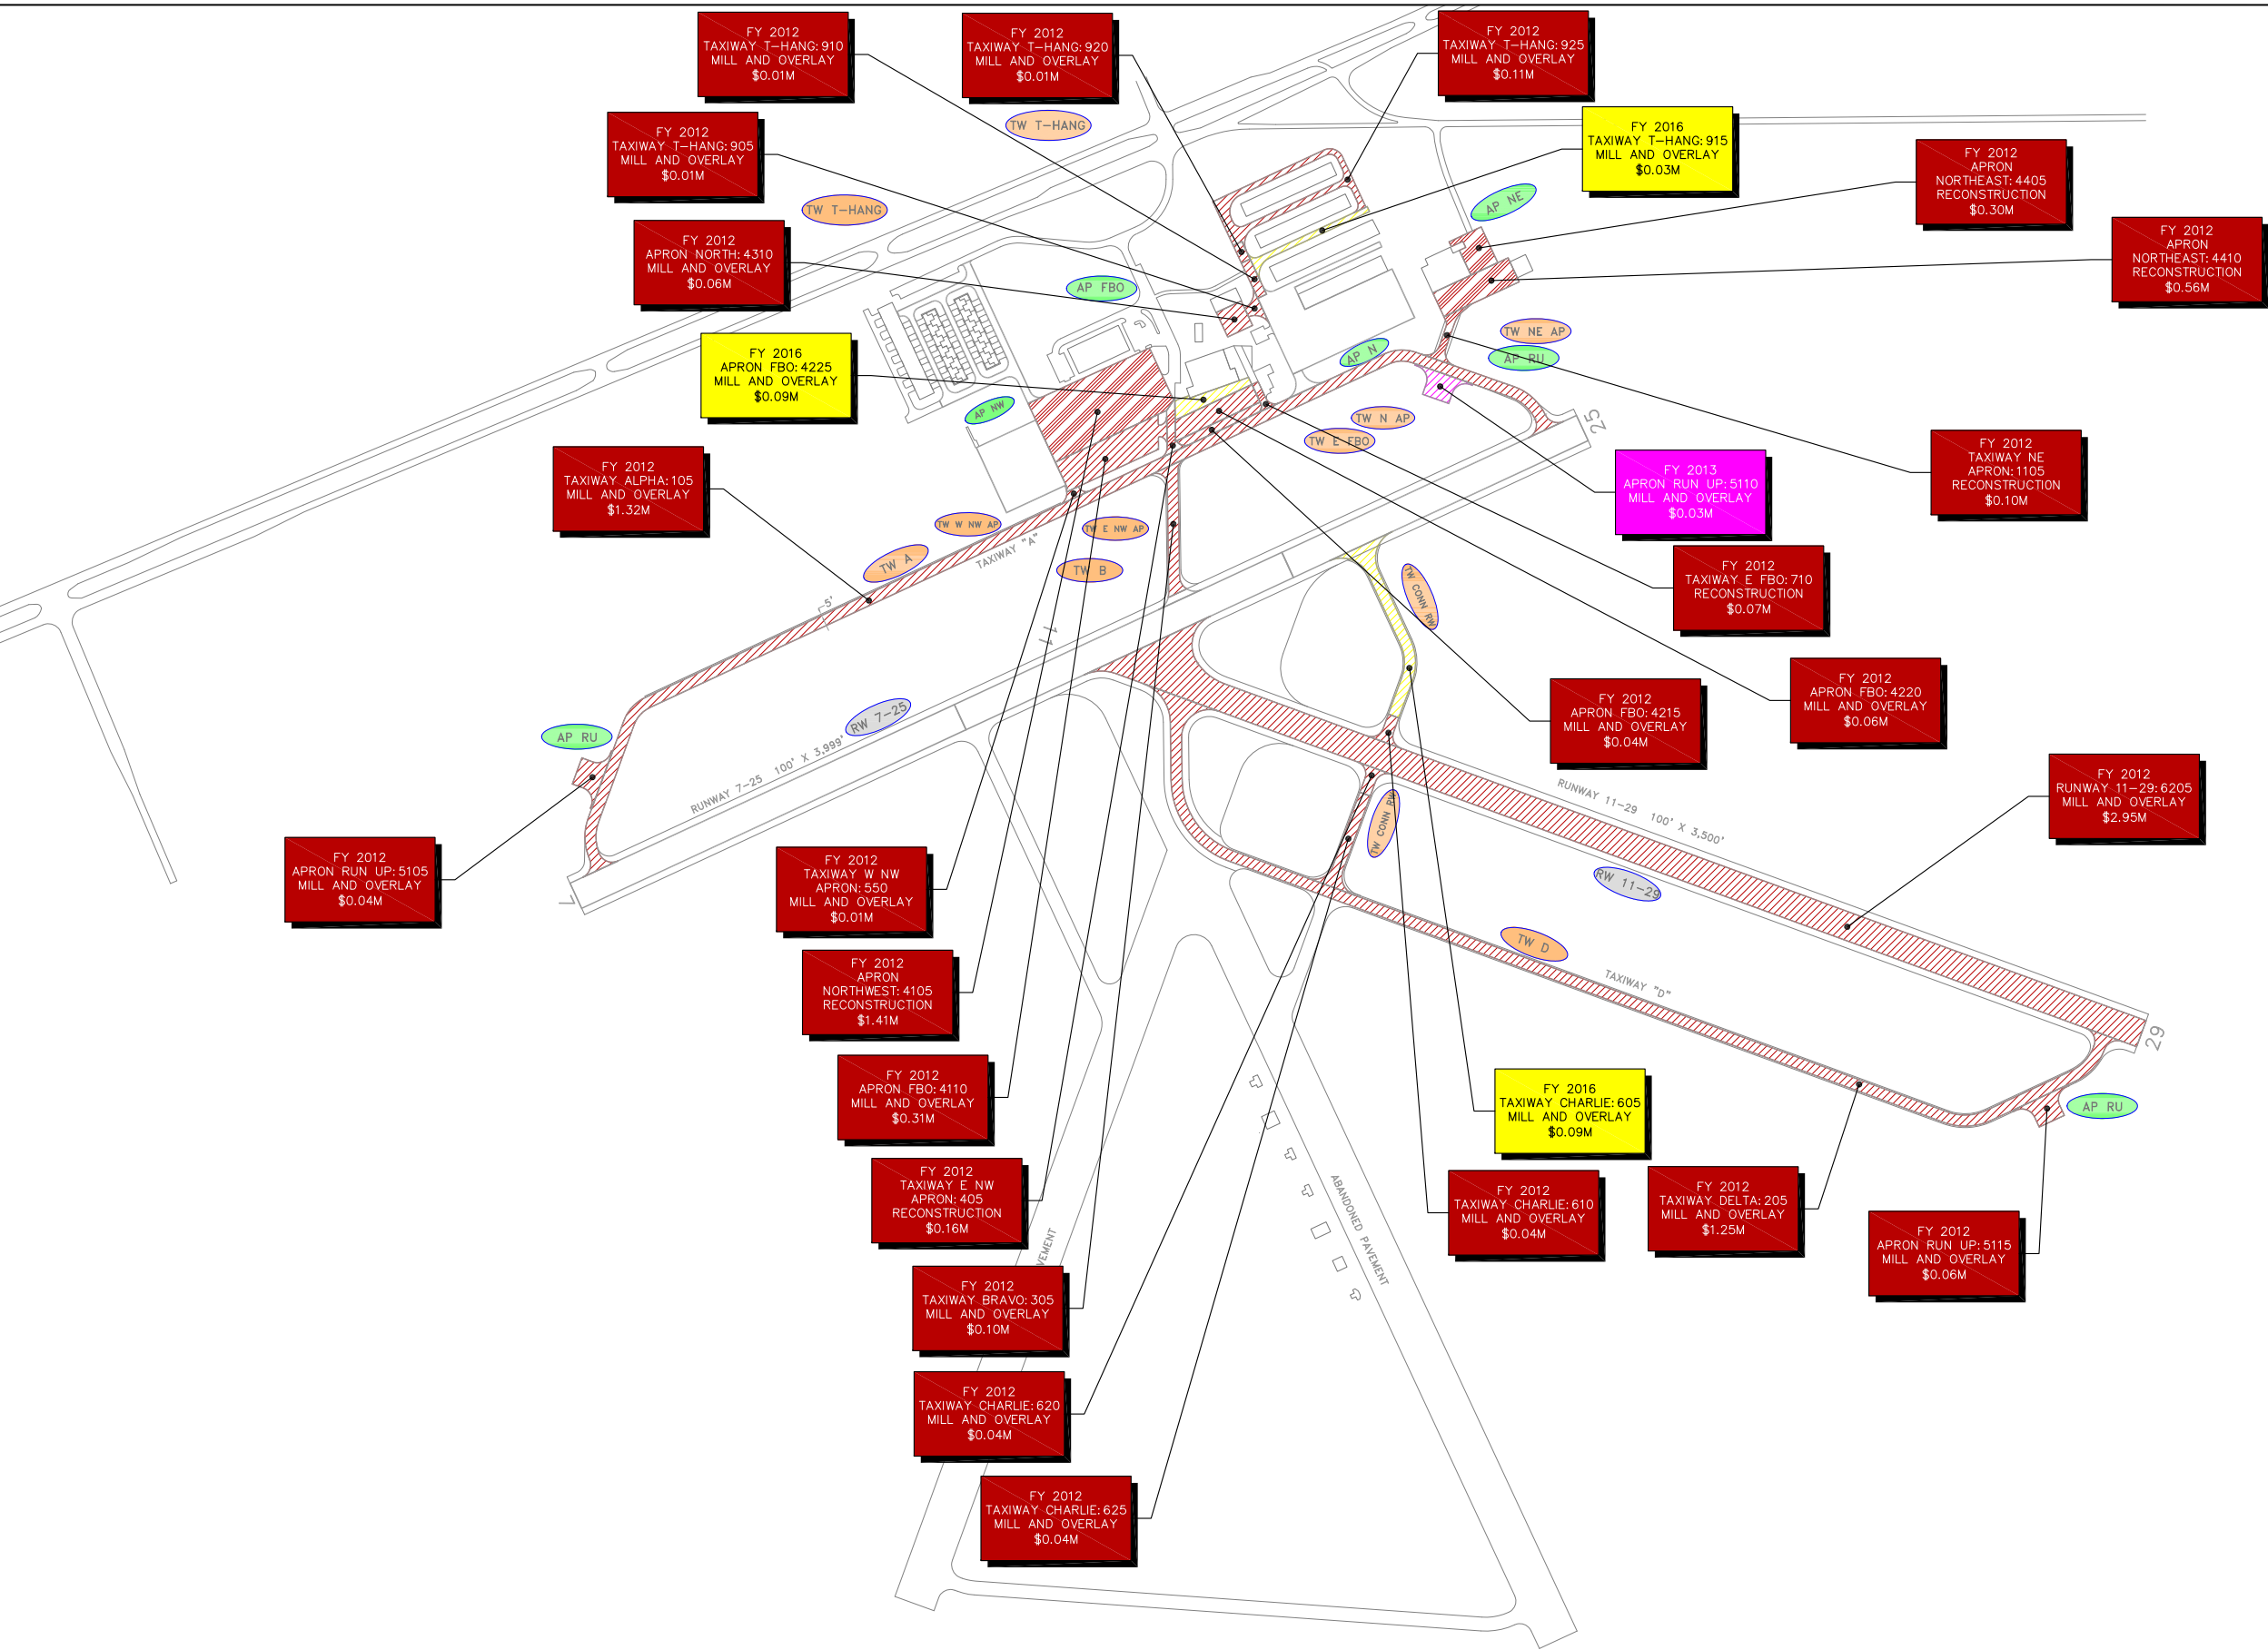 FY 2012
TAXIWAY T-HANG: 910
MILL AND OVERLAY
$0.01M
FY 2012
TAXIWAY T-HANG: 920
MILL AND OVERLAY
$0.01M
FY 2012
TAXIWAY T-HANG: 925
MILL AND OVERLAY
$0.11M
TW T-HANG
FY 2016
TAXIWAY T-HANG: 915
MILL AND OVERLAY
$0.03M
FY 2012
TAXIWAY T-HANG: 905
MILL AND OVERLAY
$0.01M
FY 2012
APRON
NORTHEAST: 4405
RECONSTRUCTION
$0.30M
TW T-HANG
AP NE
FY 2012
APRON NORTH: 4310
MILL AND OVERLAY
$0.06M
FY 2012
APRON
NORTHEAST: 4410
RECONSTRUCTION
$0.56M
AP FBO
TW NE AP
AP RU
AP N
FY 2016
APRON FBO: 4225
MILL AND OVERLAY
$0.09M
AP NW
TW N AP
TW E FBO
25
FY 2012
TAXIWAY ALPHA: 105
MILL AND OVERLAY
$1.32M
FY 2013
APRON RUN UP: 5110
MILL AND OVERLAY
$0.03M
FY 2012
TAXIWAY NE
APRON: 1105
RECONSTRUCTION
$0.10M
TW W NW AP
TW E NW AP
TAXIWAY "A"
TW A
TW B
TW CONN RW
5'
FY 2012
TAXIWAY E FBO: 710
RECONSTRUCTION
$0.07M
11
FY 2012
APRON FBO: 4220
MILL AND OVERLAY
$0.06M
FY 2012
APRON FBO: 4215
MILL AND OVERLAY
$0.04M
RW 7-25
AP RU
RUNWAY 7-25 100' X 3,999'
FY 2012
RUNWAY 11-29: 6205
MILL AND OVERLAY
$2.95M
RUNWAY 11-29 100' X 3,500'
TW CONN RW
RW 11-29
FY 2012
APRON RUN UP: 5105
MILL AND OVERLAY
$0.04M
7
FY 2012
TAXIWAY W NW
APRON: 550
MILL AND OVERLAY
$0.01M
TW D
TAXIWAY "D"
FY 2012
APRON
NORTHWEST: 4105
RECONSTRUCTION
$1.41M
29
FY 2012
APRON FBO: 4110
MILL AND OVERLAY
$0.31M
FY 2016
TAXIWAY CHARLIE: 605
MILL AND OVERLAY
$0.09M
AP RU
FY 2012
TAXIWAY E NW
APRON: 405
RECONSTRUCTION
$0.16M
FY 2012
TAXIWAY CHARLIE: 610
MILL AND OVERLAY
$0.04M
FY 2012
TAXIWAY DELTA: 205
MILL AND OVERLAY
$1.25M
FY 2012
APRON RUN UP: 5115
MILL AND OVERLAY
$0.06M
ABANDONED PAVEMENT
VEMENT
FY 2012
TAXIWAY BRAVO: 305
MILL AND OVERLAY
$0.10M
FY 2012
TAXIWAY CHARLIE: 620
MILL AND OVERLAY
$0.04M
FY 2012
TAXIWAY CHARLIE: 625
MILL AND OVERLAY
$0.04M